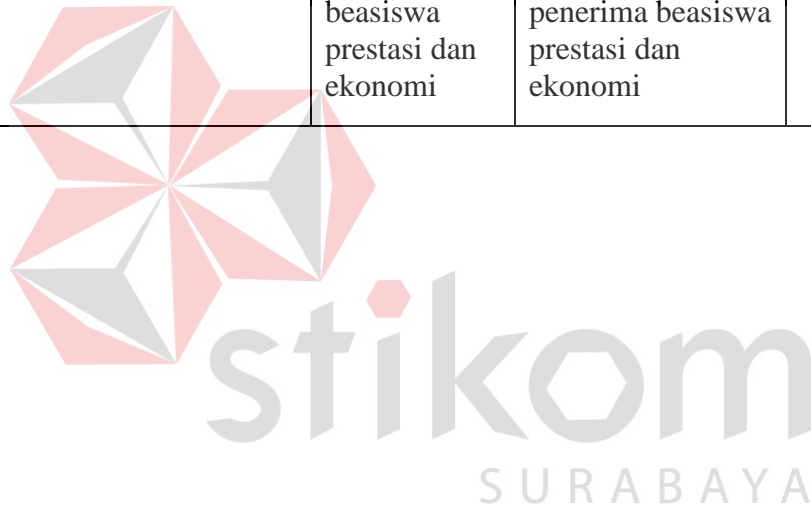 beasiswa
prestasi dan
ekonomi
penerima beasiswa
prestasi dan
ekonomi
stikom
SURABAYA